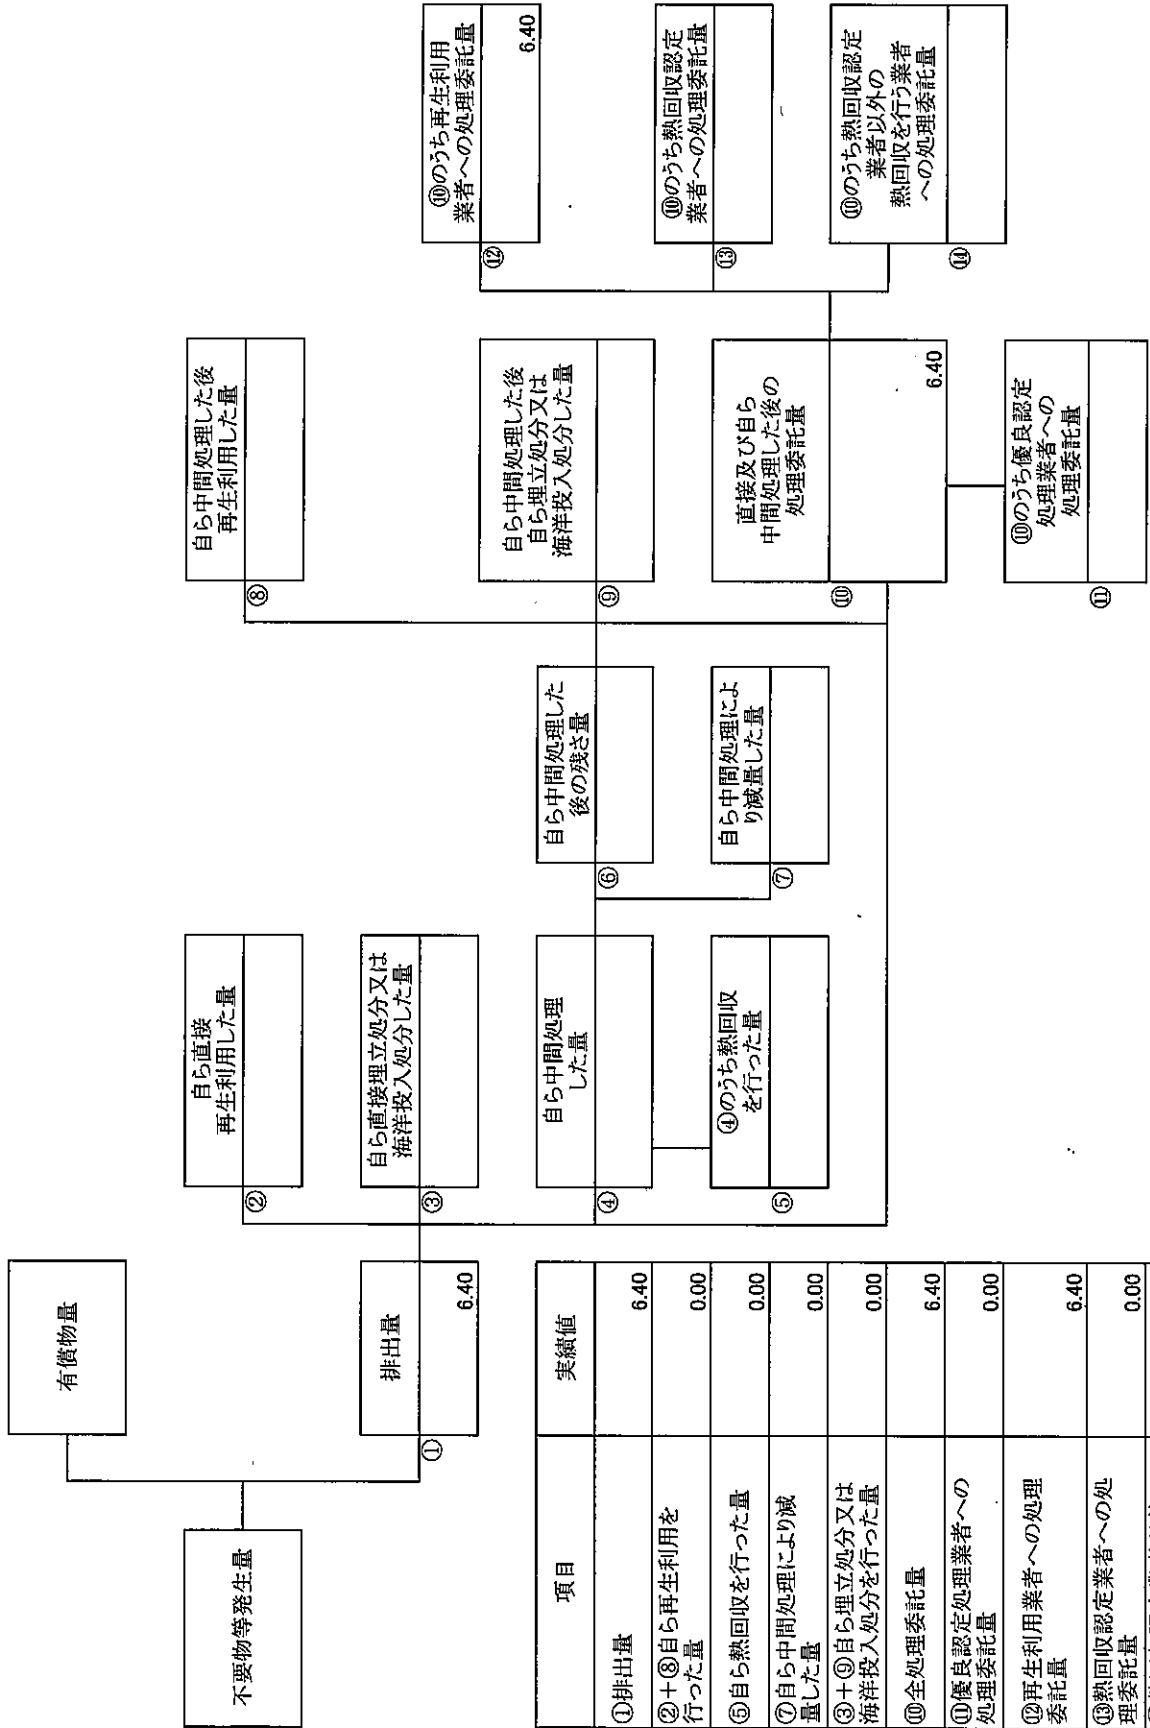 不要物等発生量
有償物量
排出量
①
6.40
自ら直接
再生利用した量
②
自ら直接埋立処分又は
海洋投入処分した量
③
自ら中間処理
した量
④
④のうち熱回収
を行った量
⑤
自ら中間処理した
後の残さ量
⑥
自ら中間処理によ
り減量した量
⑦
自ら中間処理した後
再生利用した量
⑧
自ら中間処理した後
自ら埋立処分又は
海洋投入処分した量
⑨
直接及び自ら
中間処理した後の
処理委託量
⑩
6.40
⑩のうち優良認定
処理業者への
処理委託量
⑪
⑩のうち再生利用
業者への処理委託量
⑫
6.40
⑩のうち熱回収認定
業者への処理委託量
⑬
⑩のうち熱回収認定
業者以外の
熱回収を行う業者
への処理委託量
⑭
項目
実績値
①排出量
6.40
②+⑧自ら再生利用を
行った量
0.00
⑤自ら熱回収を行った量
0.00
⑦自ら中間処理により減
量した量
0.00
③+⑨自ら埋立処分又は
海洋投入処分を行った量
0.00
⑩全処理委託量
6.40
⑪優良認定処理業者への
処理委託量
0.00
⑫再生利用業者への処理
委託量
6.40
⑬熱回収認定業者への処
理委託量
0.00